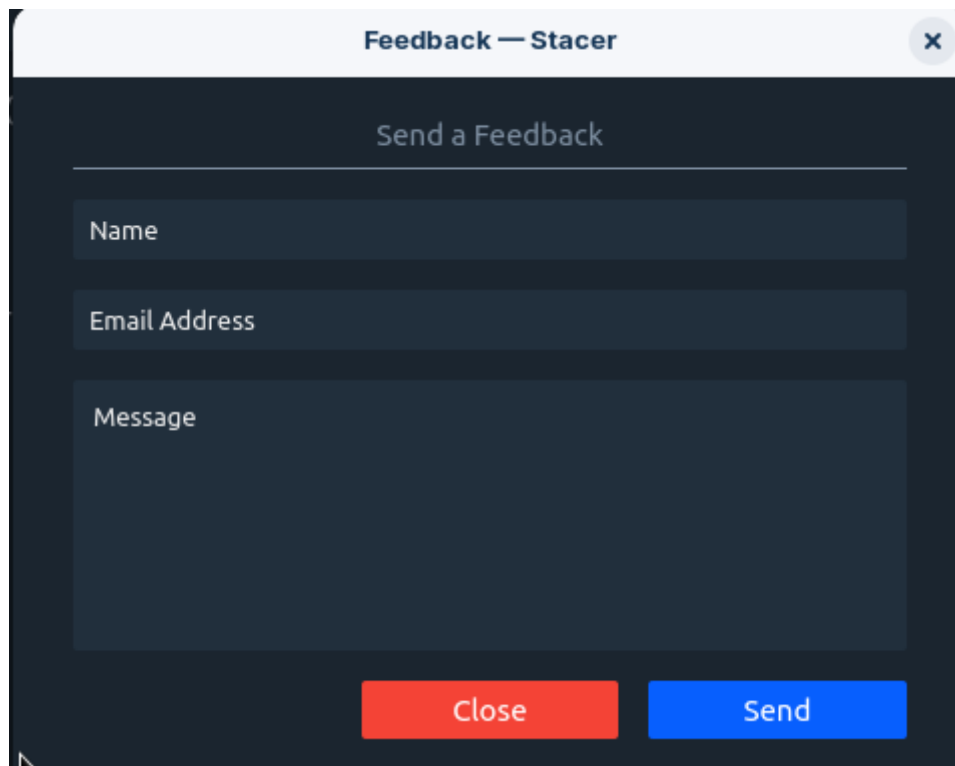 Feedback — Stacer
Send a Feedback
Name
Email Address
Message
Close
Send